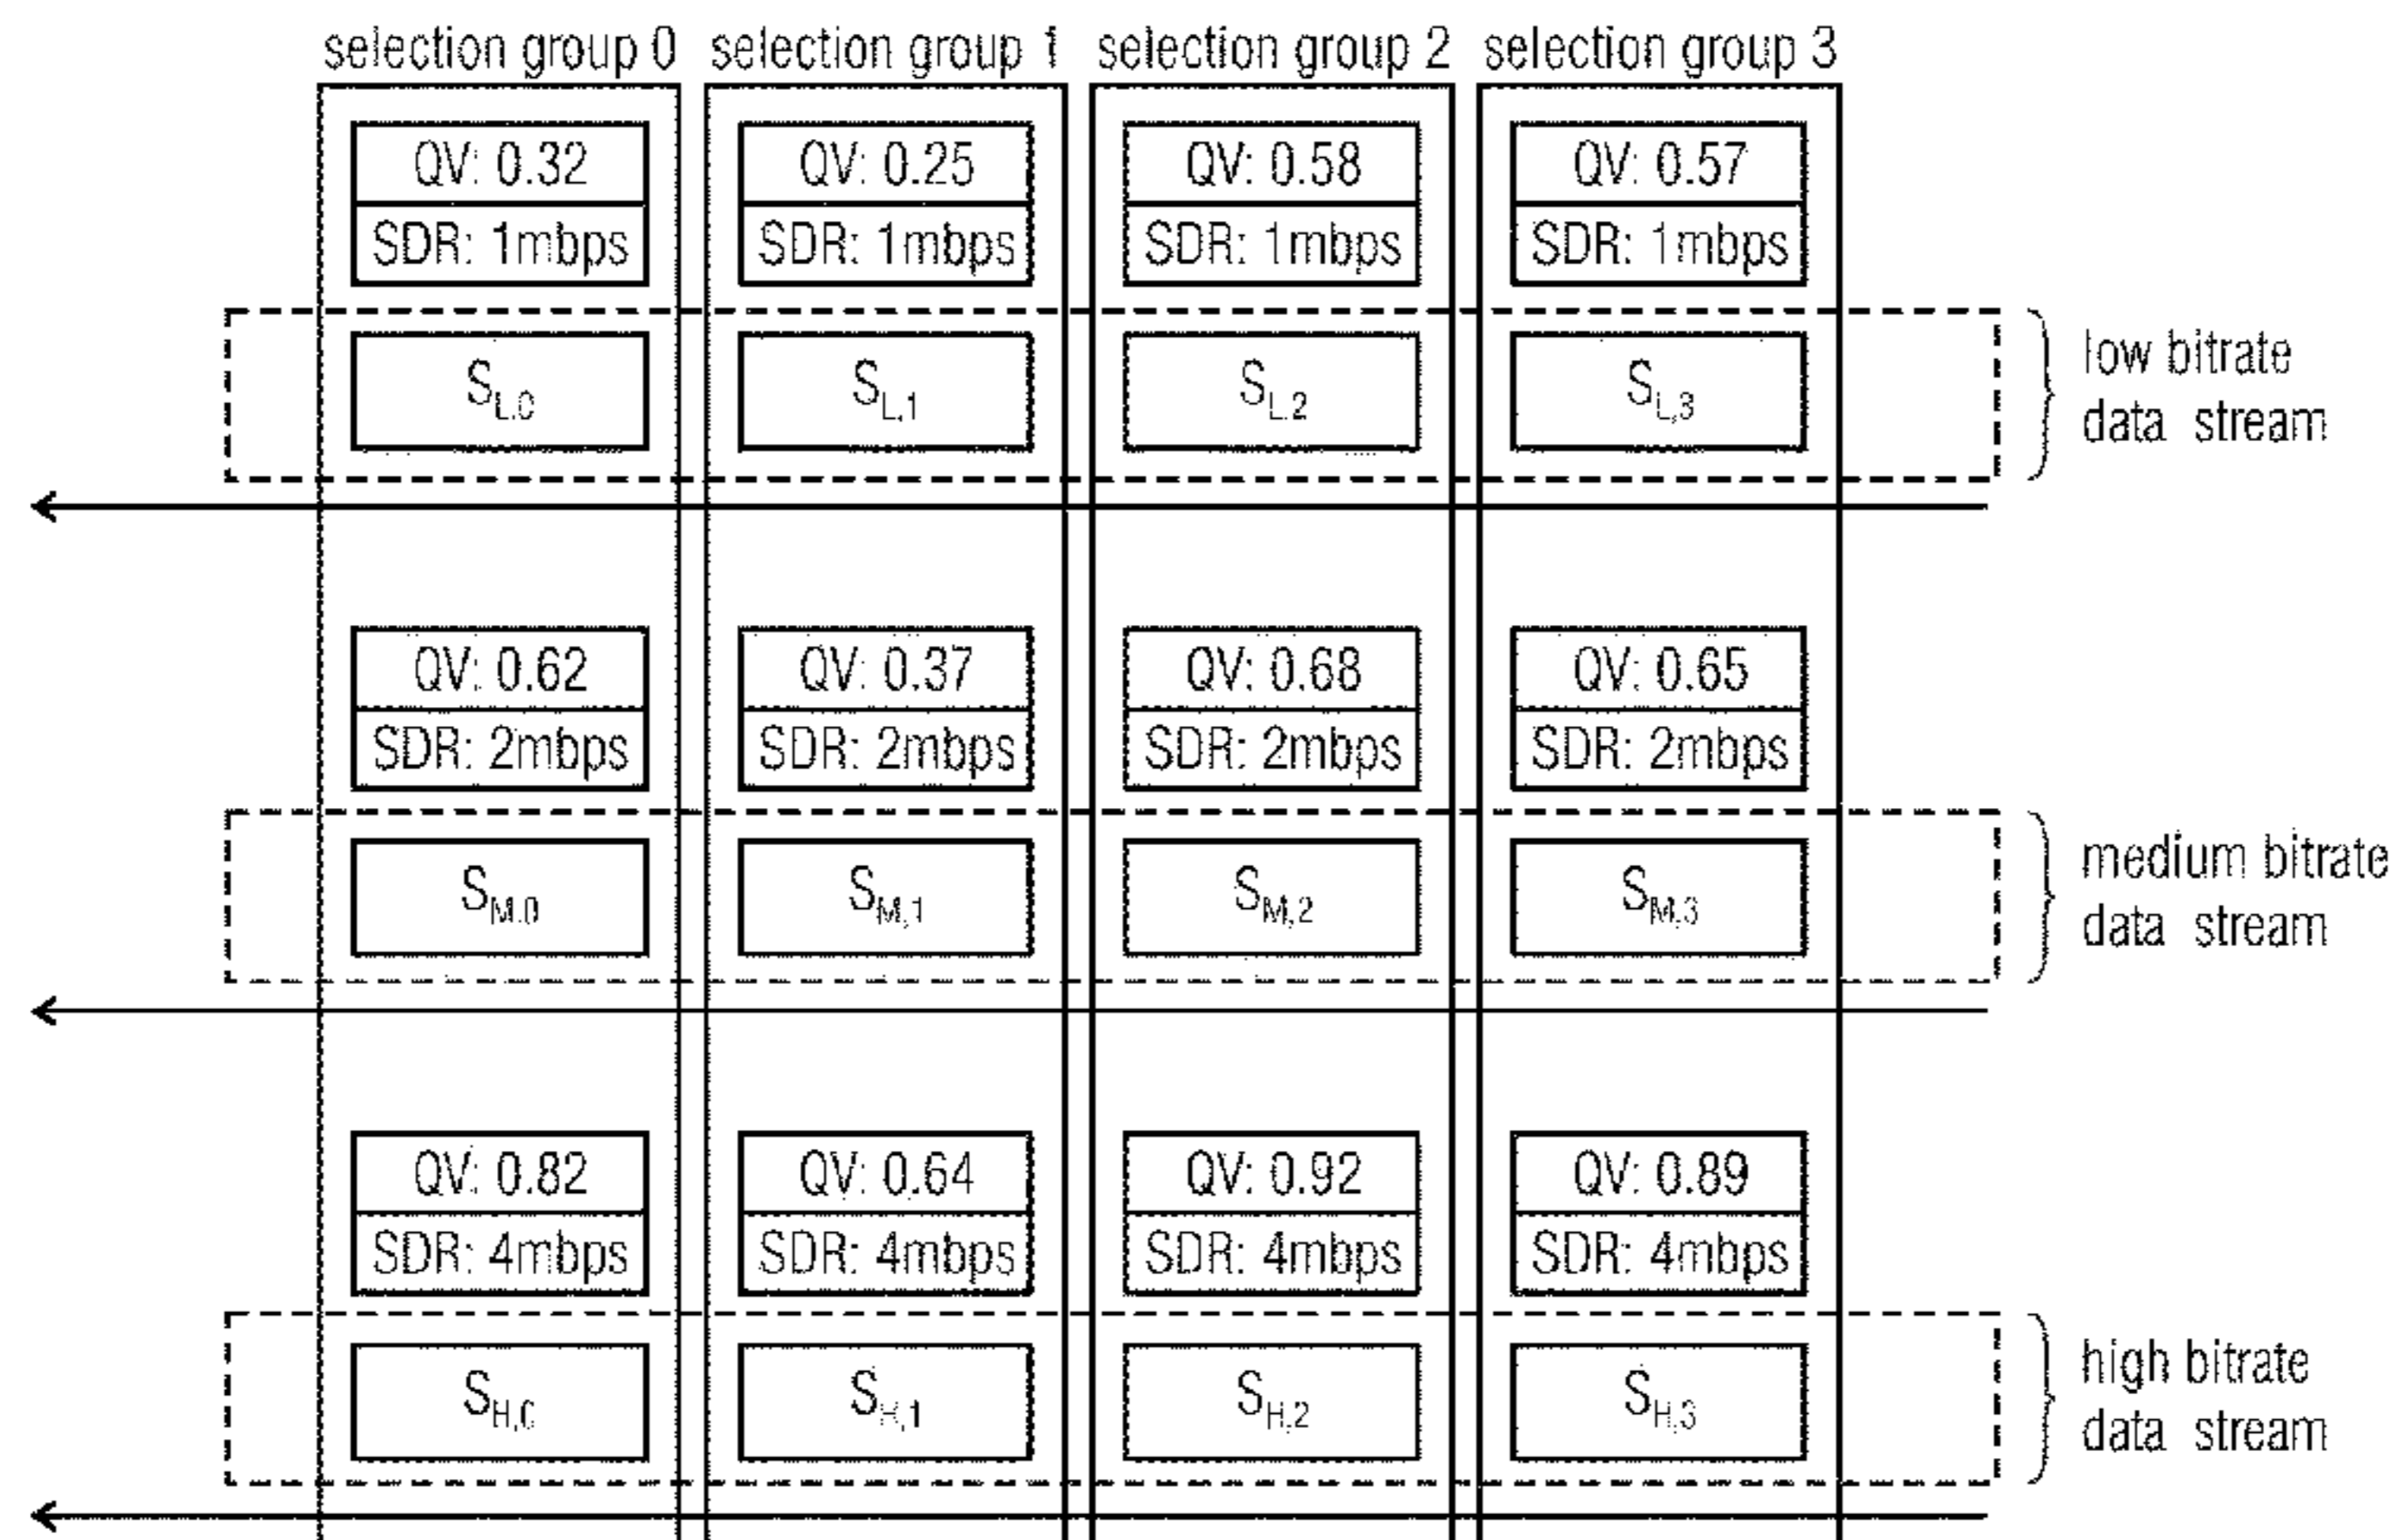 selection group 0 selection group 1 selection group 2 selection group 3
QV: 0.32 QV: 0.25 QV: 0.58 QV: 0.57
SDR: 1mbps SDR: 1mbps SDR: 1mbps SDR: 1mbps
low bitrate
S_L,0 S_L,1 S_L,2 S_L,3
data stream
QV: 0.62 QV: 0.37 QV: 0.68 QV: 0.65
SDR: 2mbps SDR: 2mbps SDR: 2mbps SDR: 2mbps
medium bitrate
S_M,0 S_M,1 S_M,2 S_M,3
data stream
QV: 0.82 QV: 0.64 QV: 0.92 QV: 0.89
SDR: 4mbps SDR: 4mbps SDR: 4mbps SDR: 4mbps
high bitrate
S_H,0 S_H,1 S_H,2 S_H,3
data stream